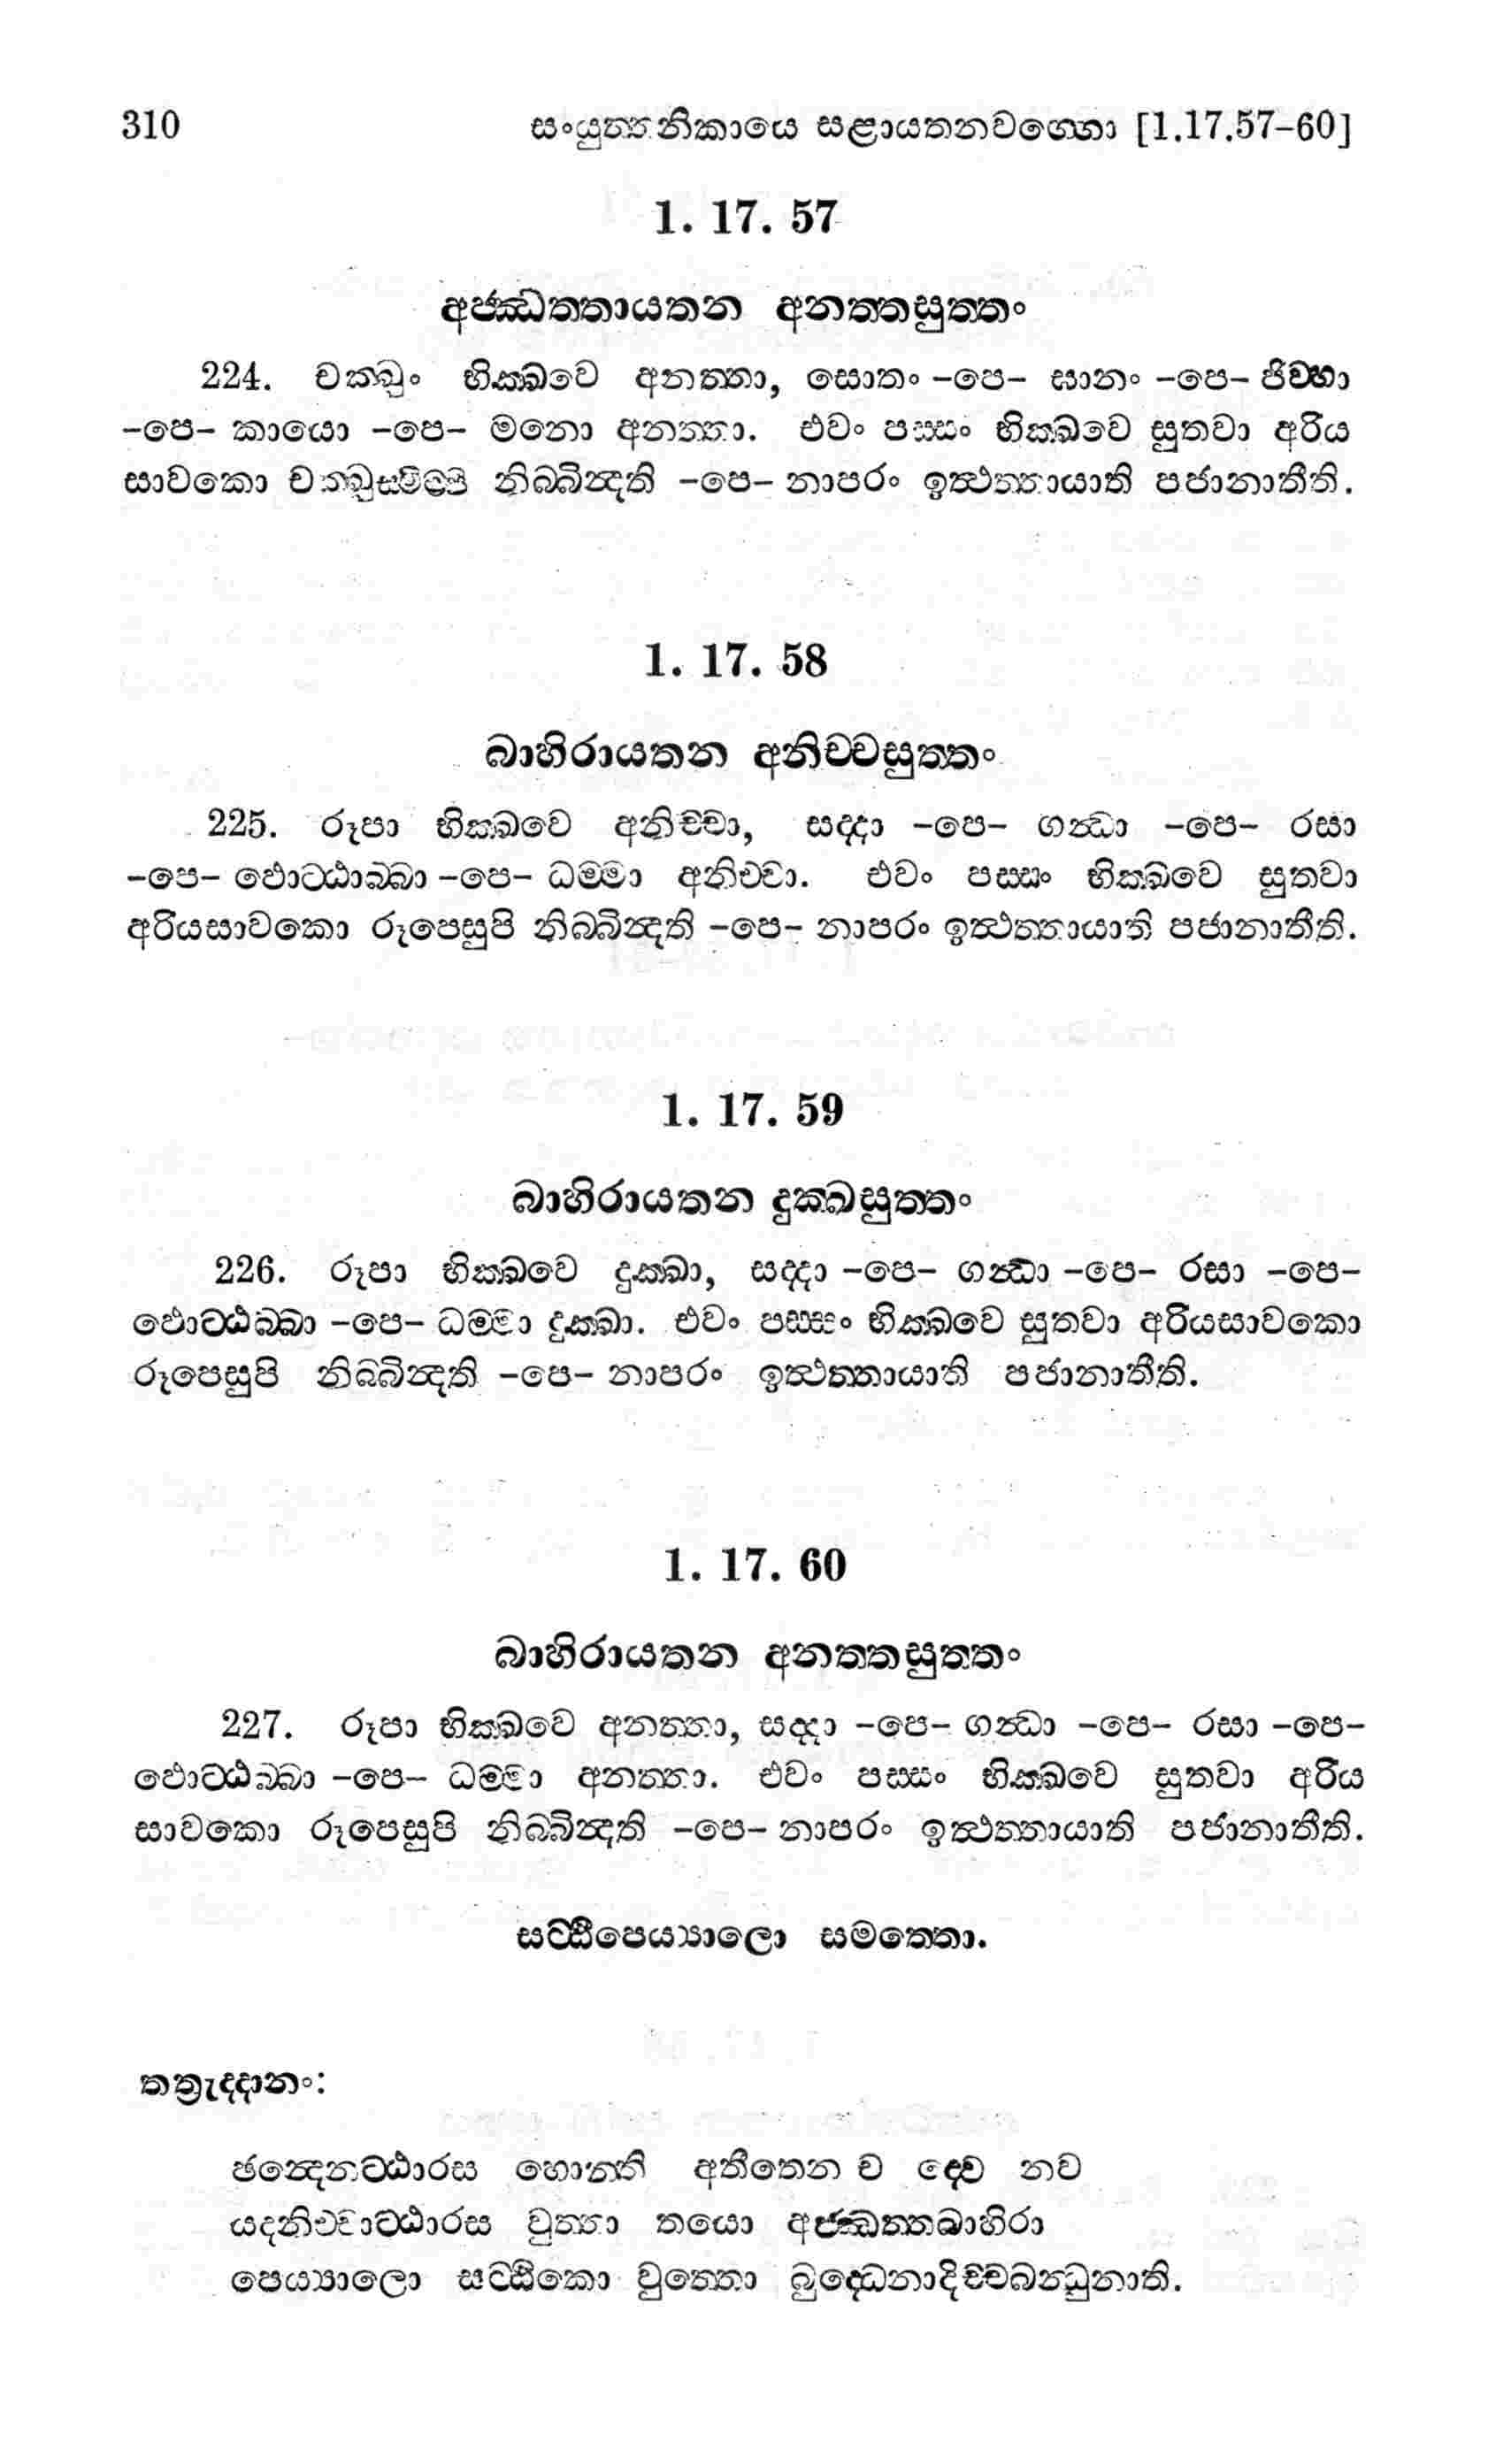 310 සංයුත්තනිකායෙ සළායතනවග්ගො [1.17.57-60]
1. 17. 57
අජ්ඣත්තායතන අනත්තසුත්තං
224. චක්ඛුං භික්ඛවෙ අනත්තා, සොතං -පෙ- ඝානං -පෙ- ජිව්හා
-පෙ- කායො -පෙ- මනො අනත්තා. එවං පස්සං භික්ඛවෙ සුතවා අරිය
සාවකො චක්ඛුස්මිම්පි නිබ්බින්දති -පෙ- නාපරං ඉත්ථත්තායාති පජානාතීති.
1. 17. 58
බාහිරායතන අනිච්චසුත්තං
225. රූපා භික්ඛවෙ අනිච්චා, සද්දා -පෙ- ගන්ධා -පෙ- රසා
-පෙ- ඵොට්ඨාබ්බා -පෙ- ධම්මා අනිච්චා. එවං පස්සං භික්ඛවෙ සුතවා
අරියසාවකො රූපෙසුපි නිබ්බින්දති -පෙ- නාපරං ඉත්ථත්තායාති පජානාතීති.
1. 17. 59
බාහිරායතන දුක්ඛසුත්තං
226. රූපා භික්ඛවෙ දුක්ඛා, සද්දා -පෙ- ගන්ධා -පෙ- රසා -පෙ-
ඵොට්ඨබ්බා -පෙ- ධම්මා දුක්ඛා. එවං පස්සං භික්ඛවෙ සුතවා අරියසාවකො
රූපෙසුපි නිබ්බින්දති -පෙ- නාපරං ඉත්ථත්තායාති පජානාතීති.
1. 17. 60
බාහිරායතන අනත්තසුත්තං
227. රූපා භික්ඛවෙ අනත්තා, සද්දා -පෙ- ගන්ධා -පෙ- රසා -පෙ-
ඵොට්ඨබ්බා -පෙ- ධම්මා අනත්තා. එවං පස්සං භික්ඛවෙ සුතවා අරිය
සාවකො රූපෙසුපි නිබ්බින්දති -පෙ- නාපරං ඉත්ථත්තායාති පජානාතීති.
සට්ඨිපෙය්‍යාලො සමත්තො.
තත්‍රැද්දානං:
ඡන්දෙනට්ඨාරස හොන්ති අතීතෙන ච ද්වෙ නව
යදනිච්චාට්ඨාරස වුත්තා තයො අජ්ඣත්තබාහිරා
පෙය්‍යාලො සට්ඨිකො වුත්තො බුද්ධෙනාදිච්චබන්ධුනාති.